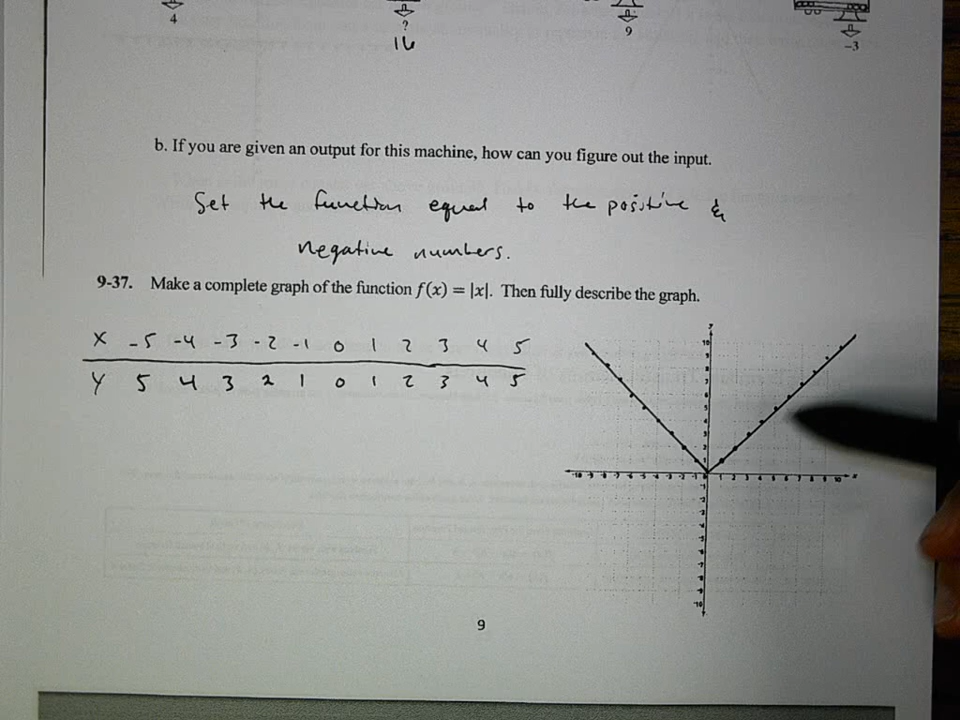 4
?
16
9
-3
b. If you are given an output for this machine, how can you figure out the input.
Set the function equal to the positive &
negative numbers.
9-37. Make a complete graph of the function f(x) = |x|. Then fully describe the graph.
X -5 -4 -3 -2 -1 0 1 2 3 4 5
Y 5 4 3 2 1 0 1 2 3 4 5
y
10
x
-10
9